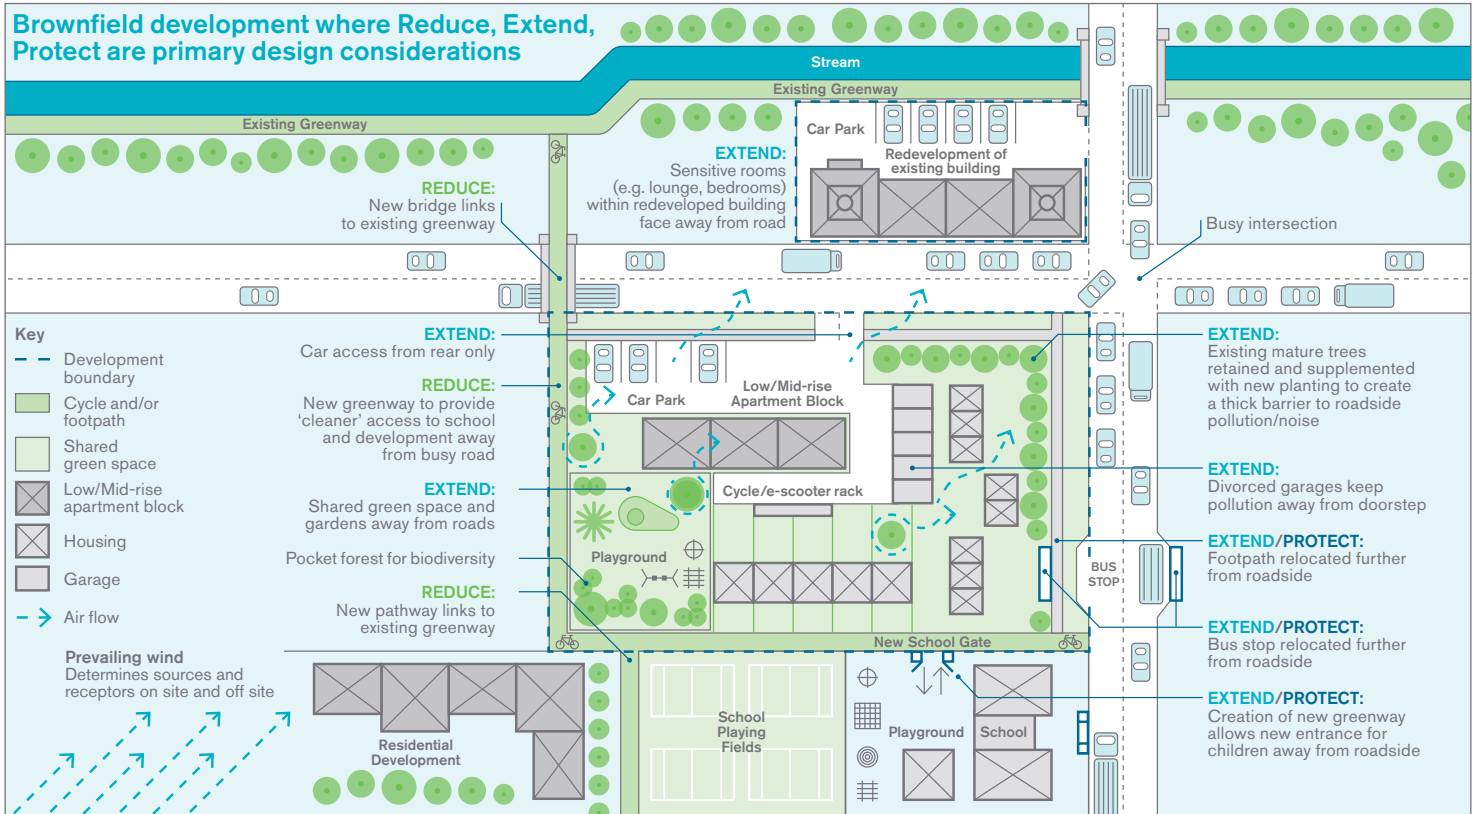 Brownfield development where Reduce, Extend,
Protect are primary design considerations
Stream
Existing Greenway
Existing Greenway
Car Park
Redevelopment of
existing building
EXTEND:
Sensitive rooms
(e.g. lounge, bedrooms)
within redeveloped building
face away from road
REDUCE:
New bridge links
to existing greenway
Busy intersection
Key
Development
boundary
Cycle and/or
footpath
Shared
green space
Low/Mid-rise
apartment block
Housing
Garage
Air flow
Prevailing wind
Determines sources and
receptors on site and off site
EXTEND:
Car access from rear only
REDUCE:
New greenway to provide
‘cleaner’ access to school
and development away
from busy road
EXTEND:
Shared green space and
gardens away from roads
Pocket forest for biodiversity
REDUCE:
New pathway links to
existing greenway
Car Park
Low/Mid-rise
Apartment Block
Cycle/e-scooter rack
Playground
New School Gate
BUS
STOP
EXTEND:
Existing mature trees
retained and supplemented
with new planting to create
a thick barrier to roadside
pollution/noise
EXTEND:
Divorced garages keep
pollution away from doorstep
EXTEND/PROTECT:
Footpath relocated further
from roadside
EXTEND/PROTECT:
Bus stop relocated further
from roadside
EXTEND/PROTECT:
Creation of new greenway
allows new entrance for
children away from roadside
Residential
Development
School
Playing
Fields
Playground
School